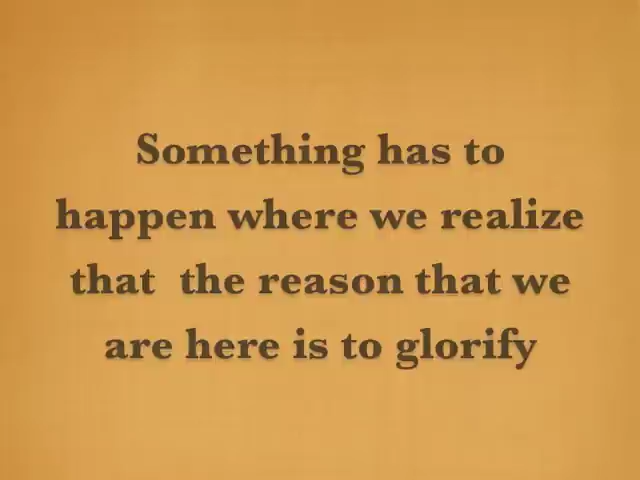 Something has to
happen where we realize
that  the reason that we
are here is to glorify